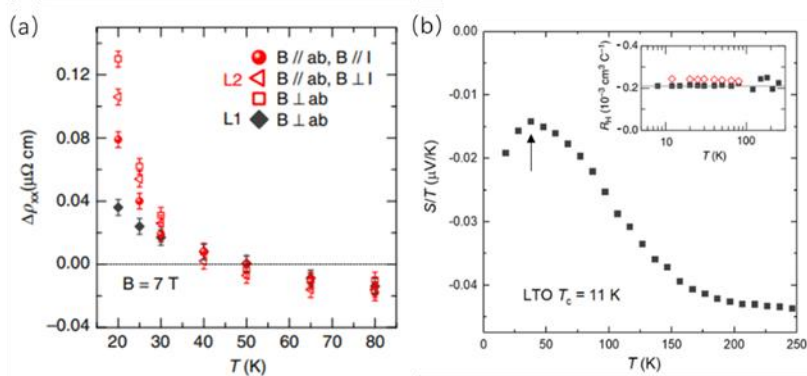 (a)
0.12
0.08
0.04
0.00
−0.04
Δρxx(μΩ cm)
B // ab, B // I
L2 B // ab, B ⊥ I
B ⊥ ab
L1 B ⊥ ab
B = 7 T
20 30 40 50 60 70 80
T (K)
(b)
-0.01
-0.02
-0.03
-0.04
S/T (μV/K)
LTO Tc = 11 K
0 50 100 150 200 250
T (K)
-0.4
-0.2
-0.0
RH (10⁻³ cm³ C⁻¹)
10 100
T (K)